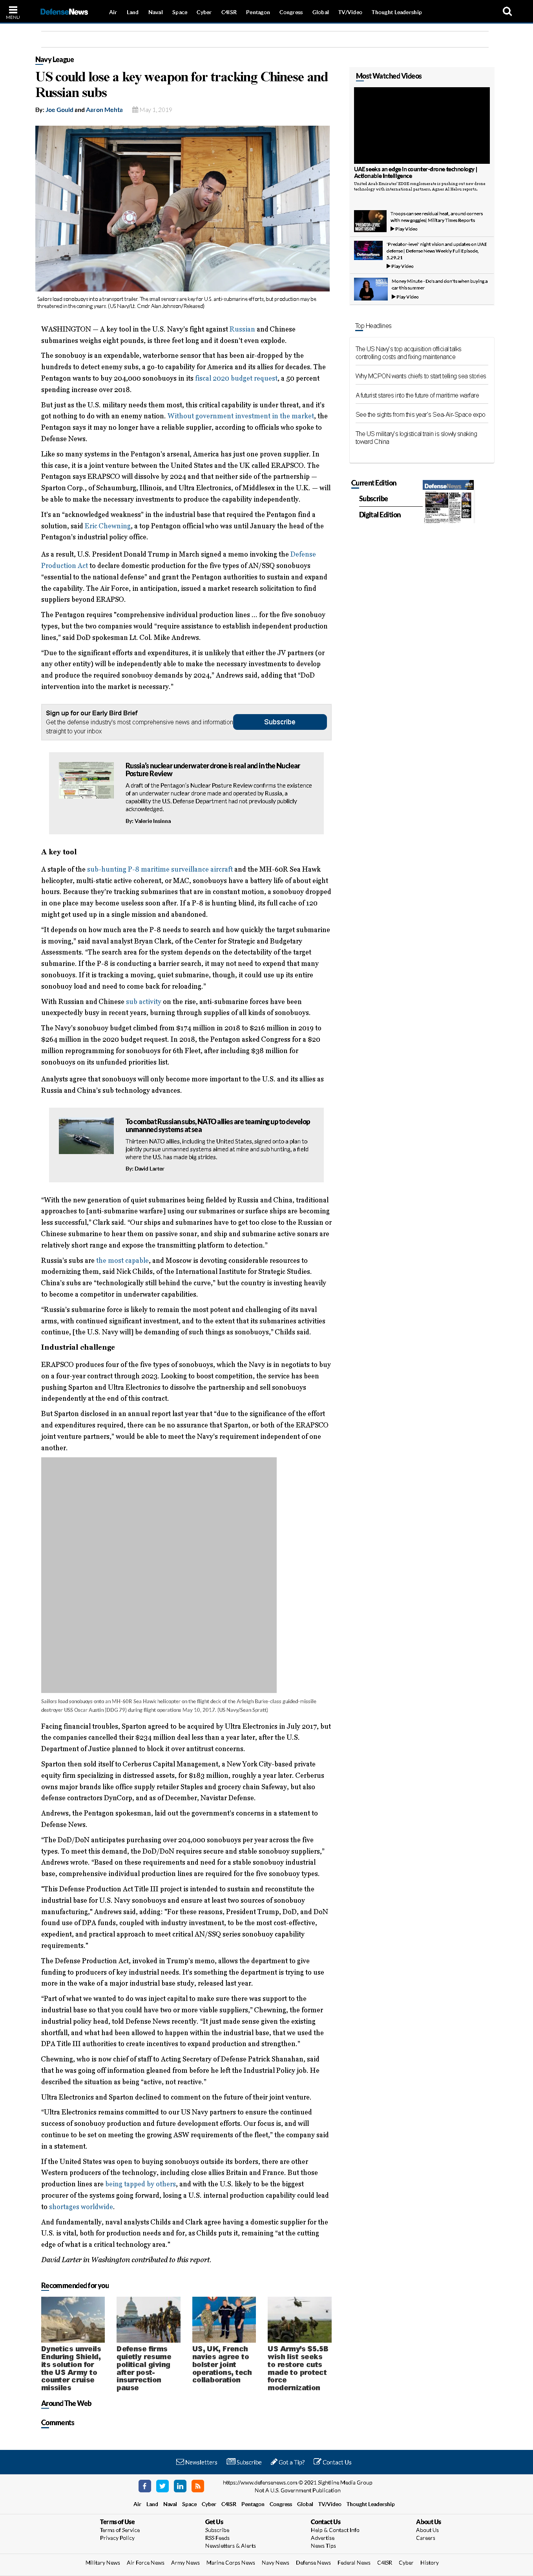 MENU
DefenseNews
Air Land Naval Space Cyber C4ISR Pentagon Congress Global TV/Video Thought Leadership
Navy League
US could lose a key weapon for tracking Chinese and
Russian subs
By: Joe Gould and Aaron Mehta May 1, 2019
Sailors load sonobuoys into a transport trailer. The small sensors are key for U.S. anti-submarine efforts, but production may be
threatened in the coming years. (US Navy/Lt. Cmdr Alan Johnson/Released)
WASHINGTON — A key tool in the U.S. Navy's fight against Russian and Chinese
submarines weighs eight pounds, is three feet long and it doesn't even explode.
The sonobuoy is an expendable, waterborne sensor that has been air-dropped by the
hundreds to detect enemy subs, a go-to capability for America and its allies for decades. The
Pentagon wants to buy 204,000 sonobuoys in its fiscal 2020 budget request, a 50 percent
spending increase over 2018.
But just as the U.S. military needs them most, this critical capability is under threat, and it's
got nothing to do with an enemy nation. Without government investment in the market, the
Pentagon says it may no longer have a reliable supplier, according to officials who spoke to
Defense News.
Like so many systems in the Pentagon's arsenal, America has just one proven supplier. In
this case, it is a joint venture between the United States and the UK called ERAPSCO. The
Pentagon says ERAPSCO will dissolve by 2024 and that neither side of the partnership —
Sparton Corp., of Schaumburg, Illinois, and Ultra Electronics, of Middlesex in the U.K. — will
be able to make the necessary investments to produce the capability independently.
It's an “acknowledged weakness” in the the military's supply chain. But to find a
solution, said Eric Chewning, a top Pentagon official who was until January the head of the
Pentagon's industrial policy office.
As a result, U.S. President Donald Trump in March signed a memo invoking the Defense
Production Act to declare domestic production for the five types of AN/SSQ sonobuoys
“essential to the national defense” and grant the Pentagon authorities to sustain and expand
the capability. The Air Force, in anticipation, issued a market research solicitation to find
suppliers beyond ERAPSO.
The Pentagon requires "comprehensive individual production lines ... for the five sonobuoy
types, but the two companies would “require assistance to establish independent production
lines,” said DoD spokesman Lt. Col. Mike Andrews.
“Due to the significant efforts and expenditures, it is unlikely that either the JV partners (or
any other entity) will be independently able to make the necessary investments to develop
and produce the required sonobuoy demands by 2024,” Andrews said, adding that “DoD
intervention into the market is necessary.”
Sign up for our Early Bird Brief
Get the defense industry's most comprehensive news and information
straight to your inbox
Subscribe
Russia's nuclear underwater drone is real and in the Nuclear
Posture Review
A draft of the Pentagon's Nuclear Posture Review confirms the existence
of an underwater nuclear drone made and operated by Russia, a
capability the U.S. Defense Department had not previously publicly
acknowledged.
By: Valerie Insinna
A key tool
A staple of the sub-hunting P-8 maritime surveillance aircraft and the MH-60R Sea Hawk
helicopter, multi-static active coherent, or MAC, sonobuoys have a battery life of about eight
hours. Because they're tracking submarines that are in constant motion, a sonobuoy dropped
in one place may become useless soon after. If a P-8 is hunting blind, its full cache of 120
might get used up in a single mission and abandoned.
“It depends on how much area the P-8 needs to search and how quickly the target submarine
is moving," said naval analyst Bryan Clark, of the Center for Strategic and Budgetary
Assessments. “The search area for the system depends on the detectability of the target
submarine. If the P-8 is conducting a barrier search, it may not need to expend that many
sonobuoys. If it is tracking a moving, quiet submarine, though, it could use up its entire
sonobuoy load and need to come back for reloading.”
With Russian and Chinese sub activity on the rise, anti-submarine forces have been
unexpectedly busy in recent years, burning through supplies of all kinds of sonobuoys.
The Navy's sonobuoy budget climbed from $174 million in 2018 to $216 million in 2019 to
$264 million in the 2020 budget request. In 2018, the Pentagon asked Congress for a $20
million reprogramming for sonobuoys for 6th Fleet, after including $38 million for
sonobuoys on its unfunded priorities list.
Analysts agree that sonobuoys will only become more important to the U.S. and its allies as
Russia and China's sub technology advances.
To combat Russian subs, NATO allies are teaming up to develop
unmanned systems at sea
Thirteen NATO allies, including the United States, signed onto a plan to
jointly pursue unmanned systems aimed at mine and sub hunting, a field
where the U.S. has made big strides.
By: David Larter
“With the new generation of quiet submarines being fielded by Russia and China, traditional
approaches to [anti-submarine warfare] using our submarines or surface ships are becoming
less successful,” Clark said. “Our ships and submarines have to get too close to the Russian or
Chinese submarine to hear them on passive sonar, and ship and submarine active sonars are
relatively short range and expose the transmitting platform to detection.”
Russia's subs are the most capable, and Moscow is devoting considerable resources to
modernizing them, said Nick Childs, of the International Institute for Strategic Studies.
China's subs are “technologically still behind the curve,” but the country is investing heavily
to become a competitor in underwater capabilities.
“Russia's submarine force is likely to remain the most potent and challenging of its naval
arms, with continued significant investment, and to the extent that its submarines activities
continue, [the U.S. Navy will] be demanding of such things as sonobuoys,” Childs said.
Industrial challenge
ERAPSCO produces four of the five types of sonobuoys, which the Navy is in negotiations to buy
on a four-year contract through 2023. Looking to boost competition, the service has been
pushing Sparton and Ultra Electronics to dissolve the partnership and sell sonobuoys
independently at the end of this contract.
But Sparton disclosed in an annual report last year that “due to the significance of the effort
and expenditures required, there can be no assurance that Sparton, or both of the ERAPSCO
joint venture partners,” would be able to meet the Navy's requirement independent of one
another.
Sailors load sonobuoys onto an MH-60R Sea Hawk helicopter on the flight deck of the Arleigh Burke-class guided-missile
destroyer USS Oscar Austin (DDG 79) during flight operations May 10, 2017. (US Navy/Sean Spratt)
Facing financial troubles, Sparton agreed to be acquired by Ultra Electronics in July 2017, but
the companies cancelled their $234 million deal less than a year later, after the U.S.
Department of Justice planned to block it over antitrust concerns.
Sparton then sold itself to Cerberus Capital Management, a New York City-based private
equity firm specializing in distressed assets, for $183 million, roughly a year later. Cerberus
owns major brands like office supply retailer Staples and grocery chain Safeway, but also
defense contractors DynCorp, and as of December, Navistar Defense.
Andrews, the Pentagon spokesman, laid out the government's concerns in a statement to
Defense News.
“The DoD/DoN anticipates purchasing over 204,000 sonobuoys per year across the five
types. To meet this demand, the DoD/DoN requires secure and stable sonobuoy suppliers,”
Andrews wrote. “Based on these requirements and needs for a stable sonobuoy industrial
base, comprehensive individual production lines are required for the five sonobuoy types.
"This Defense Production Act Title III project is intended to sustain and reconstitute the
industrial base for U.S. Navy sonobuoys and ensure at least two sources of sonobuoy
manufacturing,” Andrews said, adding: "For these reasons, President Trump, DoD, and DoN
found use of DPA funds, coupled with industry investment, to be the most cost-effective,
expedient, and practical approach to meet critical AN/SSQ series sonobuoy capability
requirements.”
The Defense Production Act, invoked in Trump's memo, allows the department to give
funding to producers of key industrial needs. It's something the department is trying to use
more in the wake of a major industrial base study, released last year.
“Part of what we wanted to do was inject capital to make sure there was support to the
industrial base so that you could have two or more viable suppliers,” Chewning, the former
industrial policy head, told Defense News recently. “It just made sense given the existing
shortfall, and what had been allowed to happen within the industrial base, that we used the
DPA Title III authorities to create incentives to expand production and strengthen.”
Chewning, who is now chief of staff to Acting Secretary of Defense Patrick Shanahan, said
that he was going off information gleaned from before he left the Industrial Policy job. He
described the situation as being “active, not reactive.”
Ultra Electronics and Sparton declined to comment on the future of their joint venture.
“Ultra Electronics remains committed to our US Navy partners to ensure the continued
success of sonobuoy production and future development efforts. Our focus is, and will
continue to be set on meeting the growing ASW requirements of the fleet,” the company said
in a statement.
If the United States was open to buying sonobuoys outside its borders, there are other
Western producers of the technology, including close allies Britain and France. But those
production lines are being tapped by others, and with the U.S. likely to be the biggest
procurer of the systems going forward, losing a U.S. internal production capability could lead
to shortages worldwide.
And fundamentally, naval analysts Childs and Clark agree having a domestic supplier for the
U.S. is vital, both for production needs and for, as Childs puts it, remaining “at the cutting
edge of what is a critical technology area.”
David Larter in Washington contributed to this report.
Recommended for you
Dynetics unveils
Enduring Shield,
its solution for
the US Army to
counter cruise
missiles
Defense firms
quietly resume
political giving
after post-
insurrection
pause
US, UK, French
navies agree to
bolster joint
operations, tech
collaboration
US Army's $5.5B
wish list seeks
to restore cuts
made to protect
force
modernization
Around The Web
Comments
Most Watched Videos
UAE seeks an edge in counter-drone technology |
Actionable Intelligence
United Arab Emirates' EDGE conglomerate is pushing out new drone
technology with international partners, Agnes Al Helou reports.
Troops can see residual heat, around corners
with new goggles| Military Times Reports
Play Video
'Predator-level' night vision and updates on UAE
defense | Defense News Weekly Full Episode,
5.29.21
Play Video
Money Minute - Do's and don'ts when buying a
car this summer
Play Video
Top Headlines
The US Navy's top acquisition official talks
controlling costs and fixing maintenance
Why MCPON wants chiefs to start telling sea stories
A futurist stares into the future of maritime warfare
See the sights from this year's Sea-Air-Space expo
The US military's logistical train is slowly snaking
toward China
Current Edition
Subscribe
Digital Edition
DefenseNews
Newsletters Subscribe Got a Tip? Contact Us
https://www.defensenews.com © 2021 Sightline Media Group
Not A U.S. Government Publication
Air Land Naval Space Cyber C4ISR Pentagon Congress Global TV/Video Thought Leadership
Terms of Use
Terms of Service
Privacy Policy
Get Us
Subscribe
RSS Feeds
Newsletters & Alerts
Contact Us
Help & Contact Info
Advertise
News Tips
About Us
About Us
Careers
Military News Air Force News Army News Marine Corps News Navy News Defense News Federal News C4ISR Cyber History